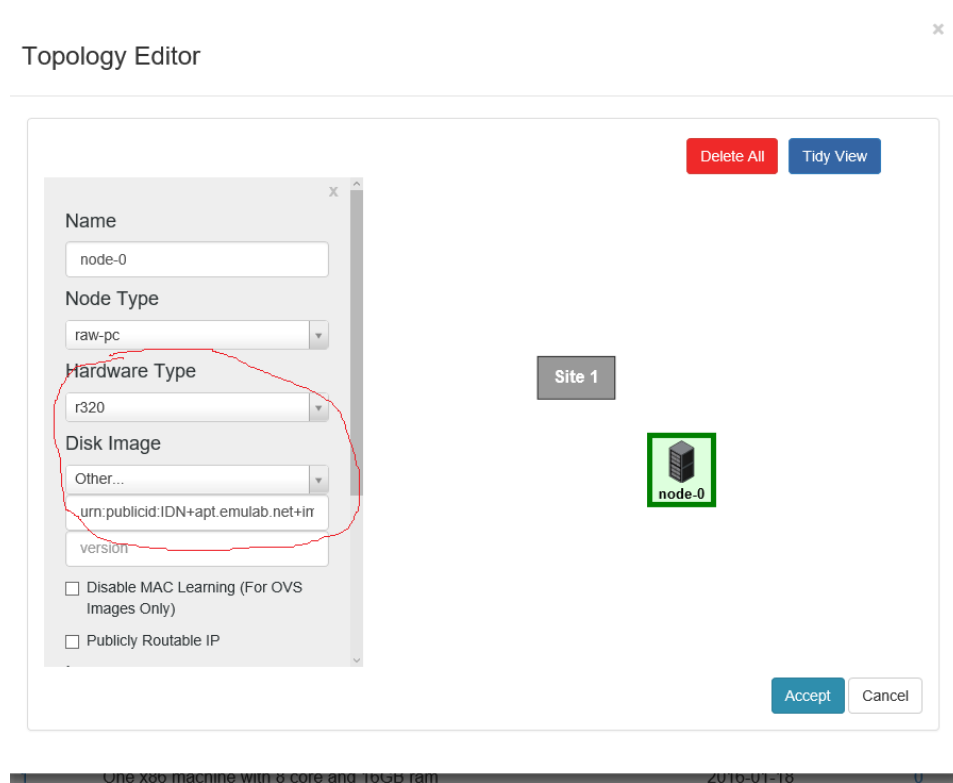 ×
Topology Editor
Delete All
Tidy View
x
Name
node-0
Node Type
raw-pc
Hardware Type
r320
Disk Image
Other...
urn:publicid:IDN+apt.emulab.net+im
version
Disable MAC Learning (For OVS
Images Only)
Publicly Routable IP
Site 1
node-0
Accept
Cancel
One x86 machine with 8 core and 16GB ram
2016-01-18
0